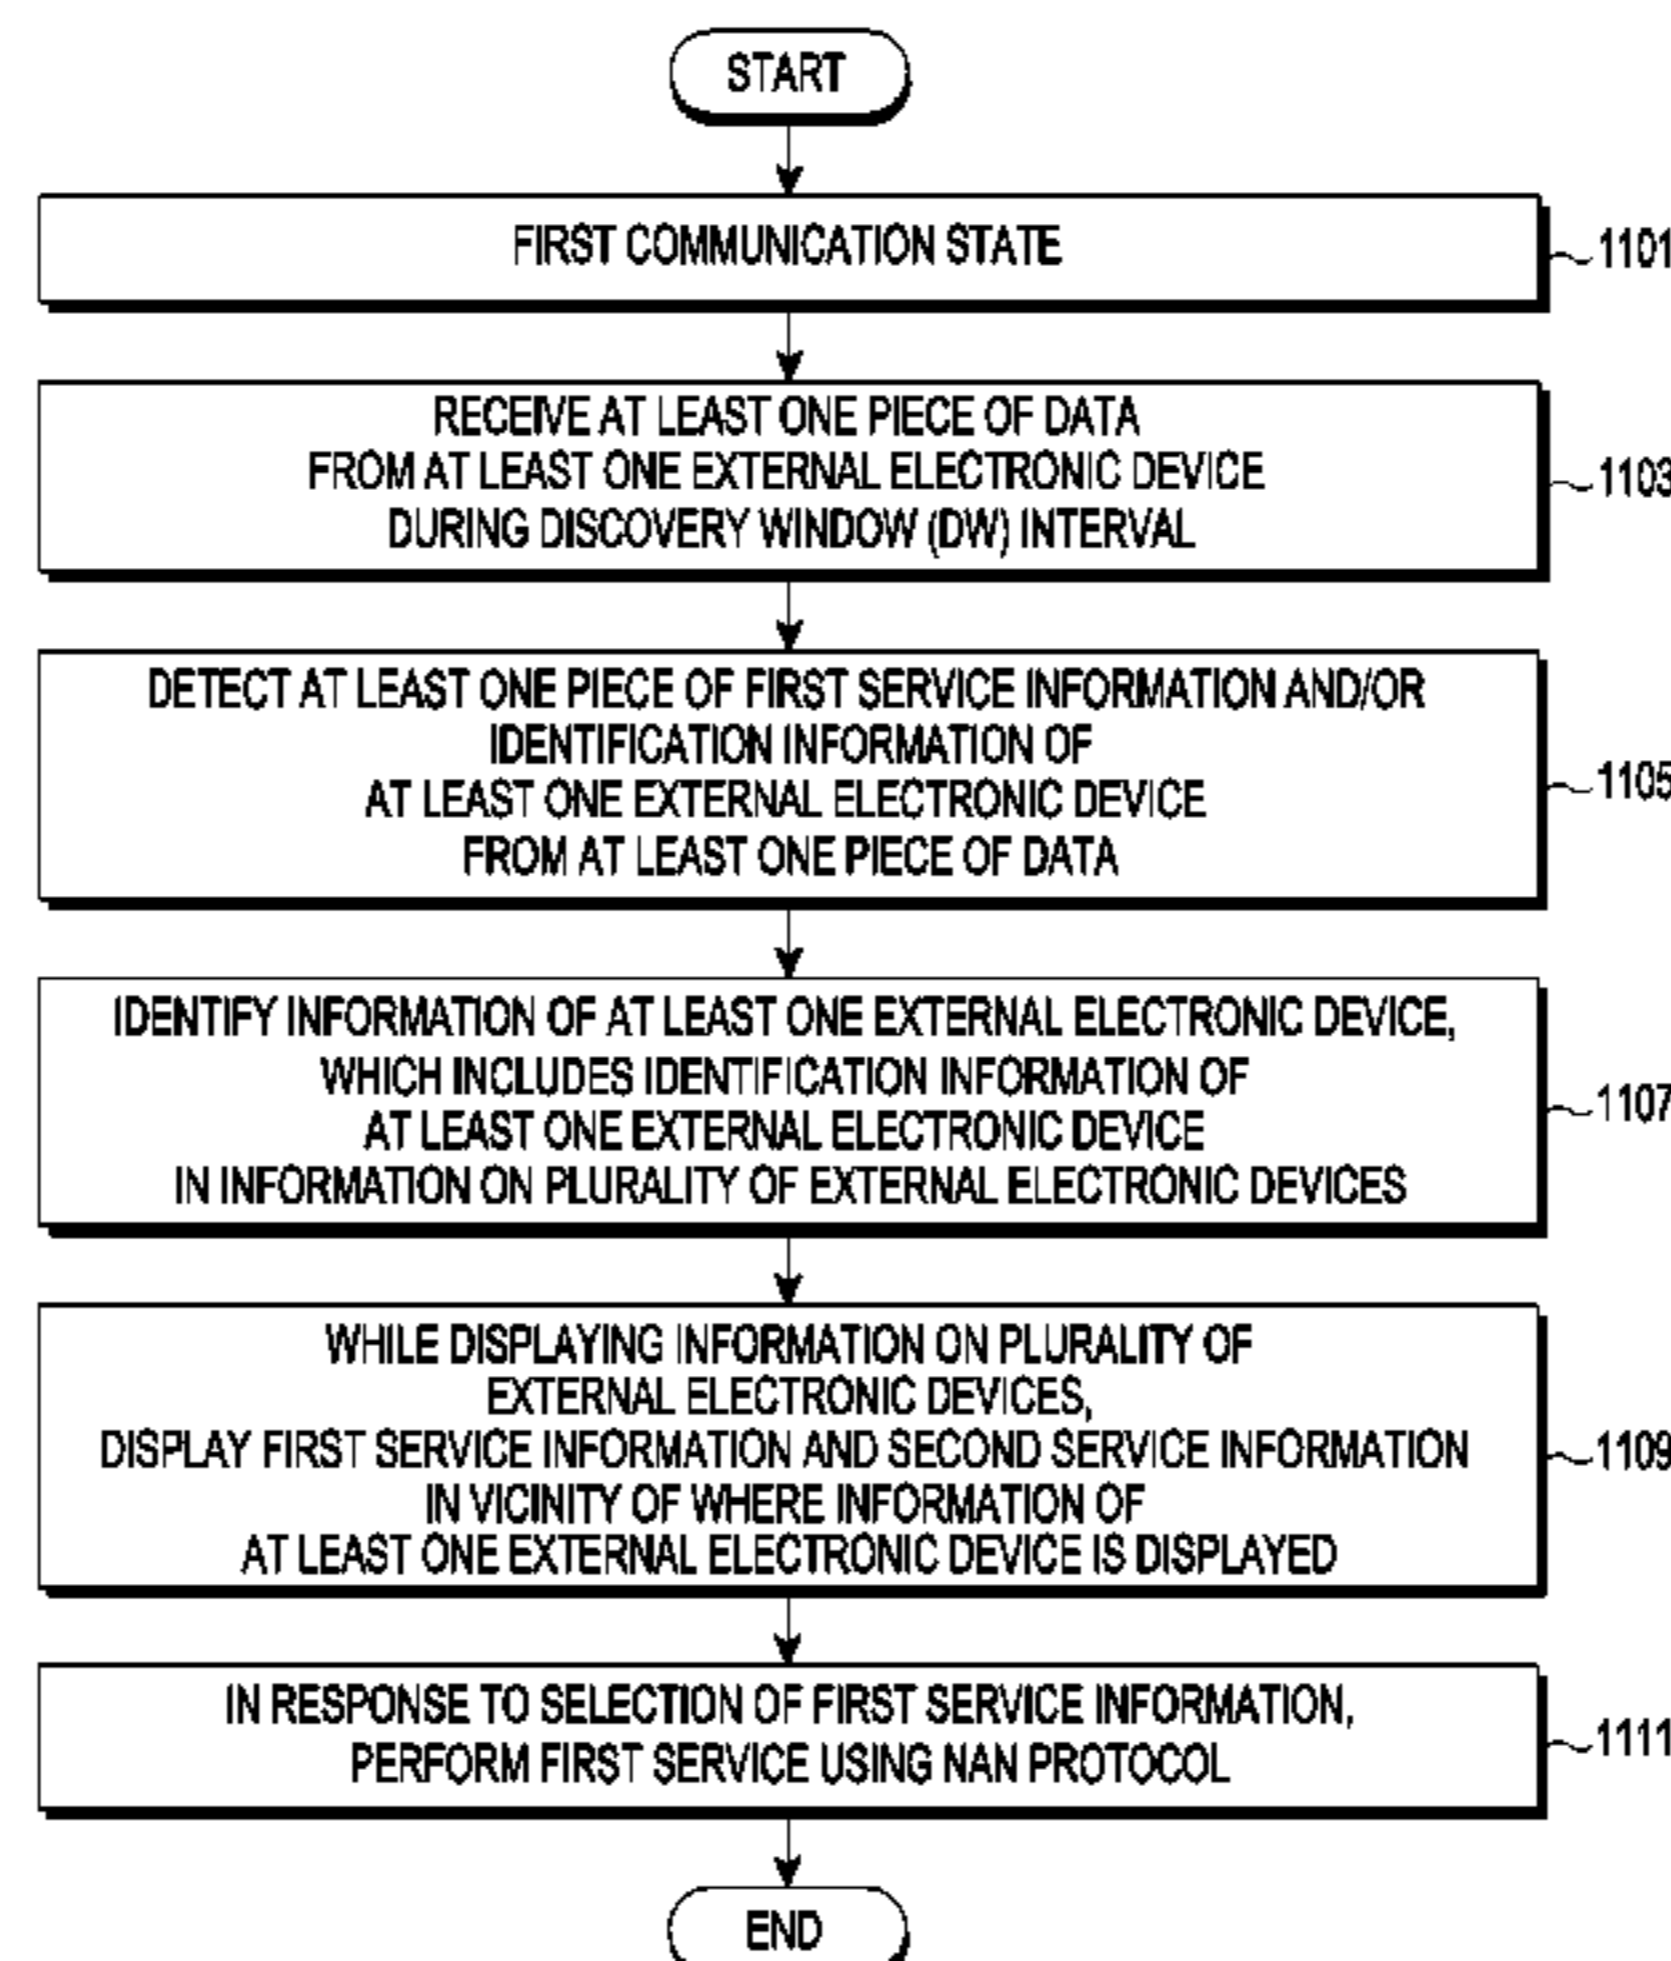 START
FIRST COMMUNICATION STATE
1101
RECEIVE AT LEAST ONE PIECE OF DATA
FROM AT LEAST ONE EXTERNAL ELECTRONIC DEVICE
DURING DISCOVERY WINDOW (DW) INTERVAL
1103
DETECT AT LEAST ONE PIECE OF FIRST SERVICE INFORMATION AND/OR
IDENTIFICATION INFORMATION OF
AT LEAST ONE EXTERNAL ELECTRONIC DEVICE
FROM AT LEAST ONE PIECE OF DATA
1105
IDENTIFY INFORMATION OF AT LEAST ONE EXTERNAL ELECTRONIC DEVICE,
WHICH INCLUDES IDENTIFICATION INFORMATION OF
AT LEAST ONE EXTERNAL ELECTRONIC DEVICE
IN INFORMATION ON PLURALITY OF EXTERNAL ELECTRONIC DEVICES
1107
WHILE DISPLAYING INFORMATION ON PLURALITY OF
EXTERNAL ELECTRONIC DEVICES,
DISPLAY FIRST SERVICE INFORMATION AND SECOND SERVICE INFORMATION
IN VICINITY OF WHERE INFORMATION OF
AT LEAST ONE EXTERNAL ELECTRONIC DEVICE IS DISPLAYED
1109
IN RESPONSE TO SELECTION OF FIRST SERVICE INFORMATION,
PERFORM FIRST SERVICE USING NAN PROTOCOL
1111
END